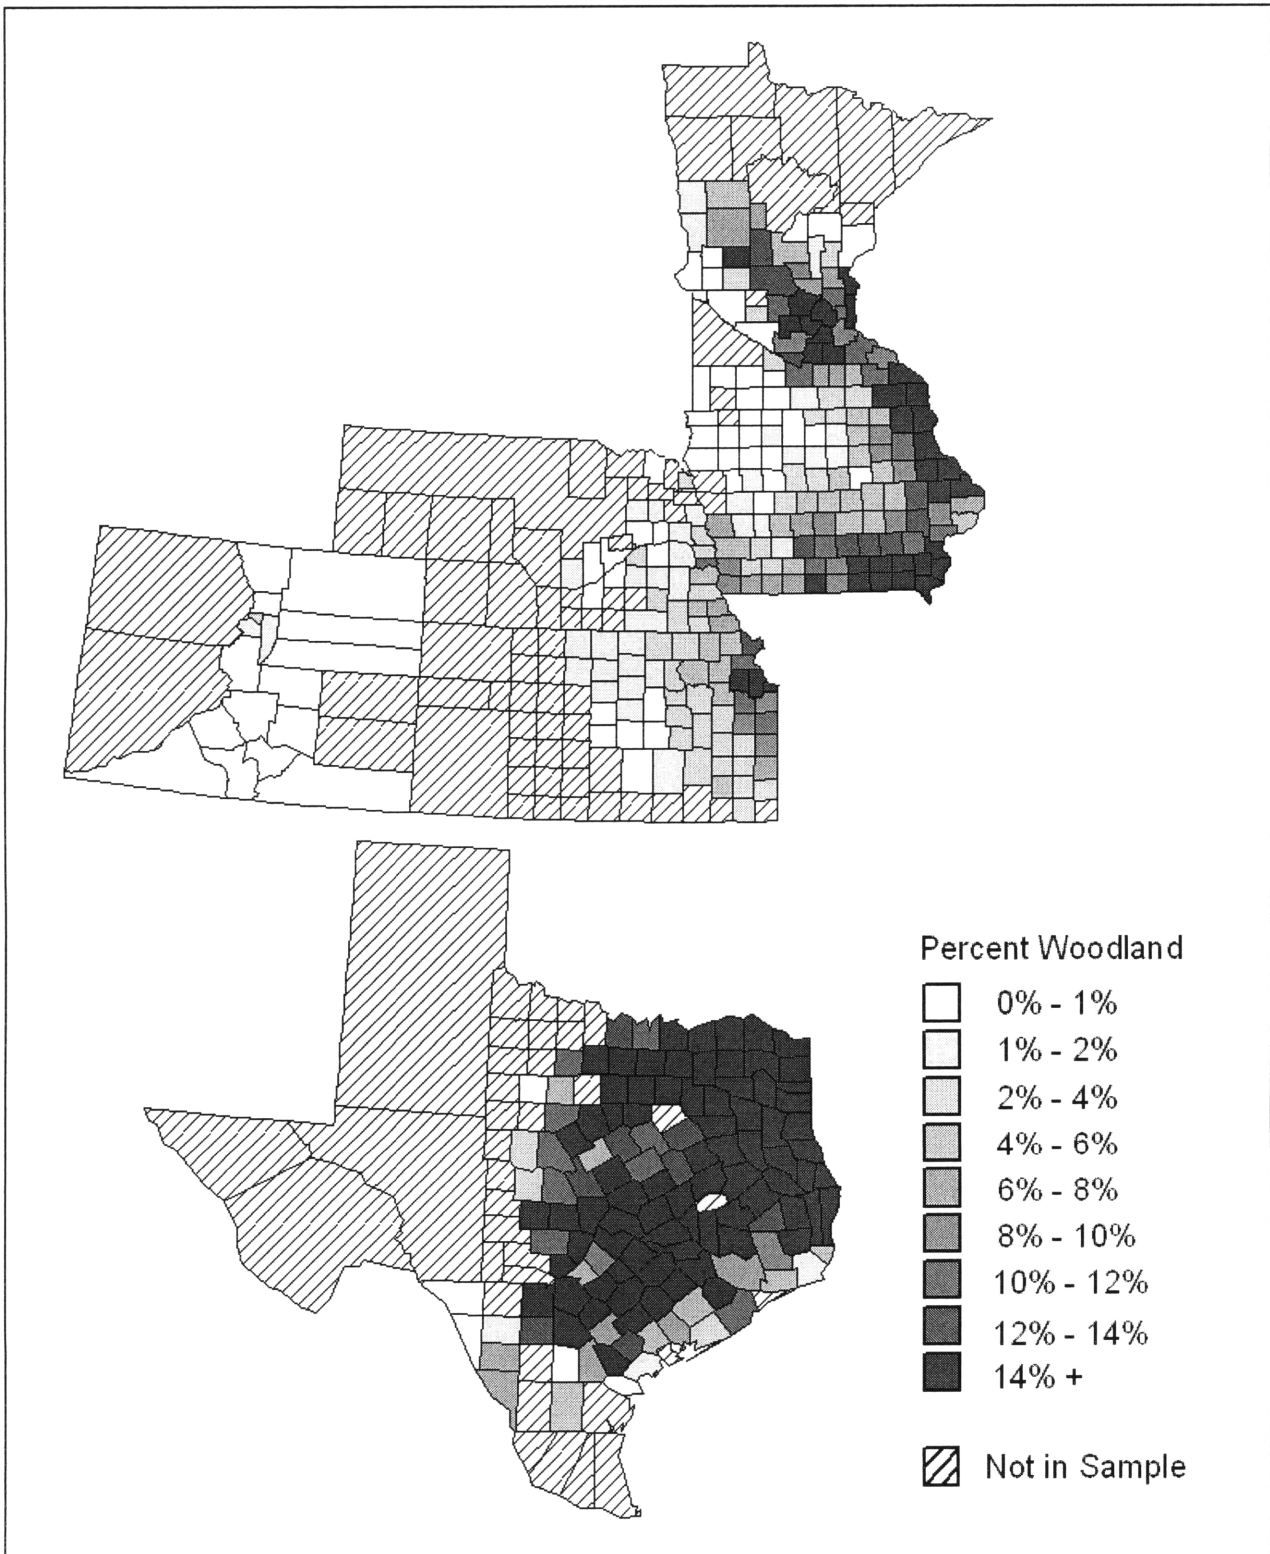 Percent Woodland
0% - 1%
1% - 2%
2% - 4%
4% - 6%
6% - 8%
8% - 10%
10% - 12%
12% - 14%
14% +
Not in Sample